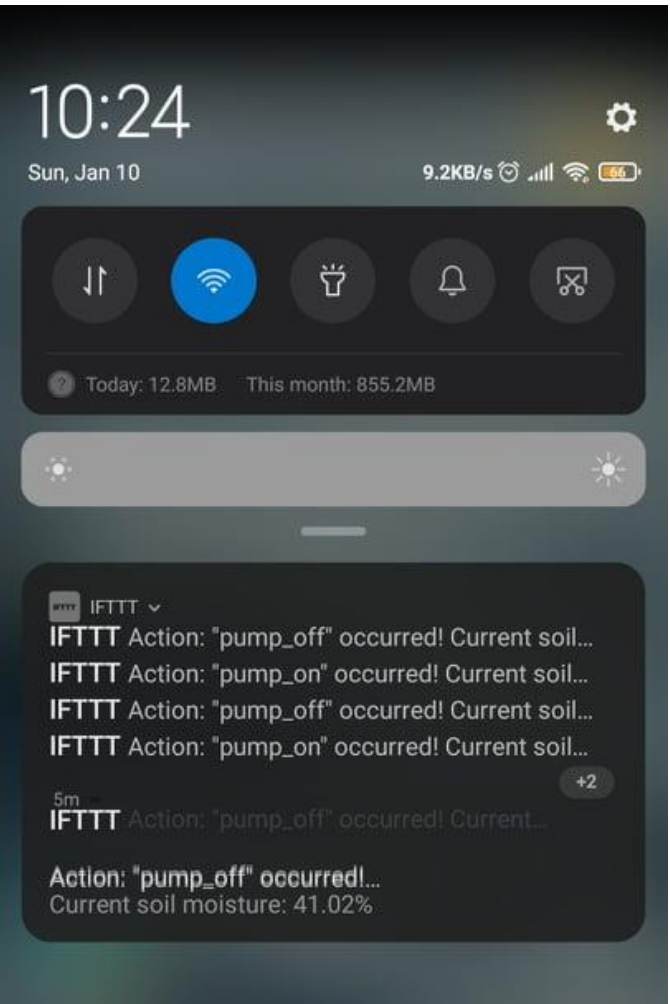 10:24
Sun, Jan 10 9.2KB/s 66
Today: 12.8MB This month: 855.2MB
IFTTT IFTTT
IFTTT Action: "pump_off" occurred! Current soil...
IFTTT Action: "pump_on" occurred! Current soil...
IFTTT Action: "pump_off" occurred! Current soil...
IFTTT Action: "pump_on" occurred! Current soil...
+2
5m
IFTTT Action: "pump_off" occurred! Current...
Action: "pump_off" occurred!...
Current soil moisture: 41.02%